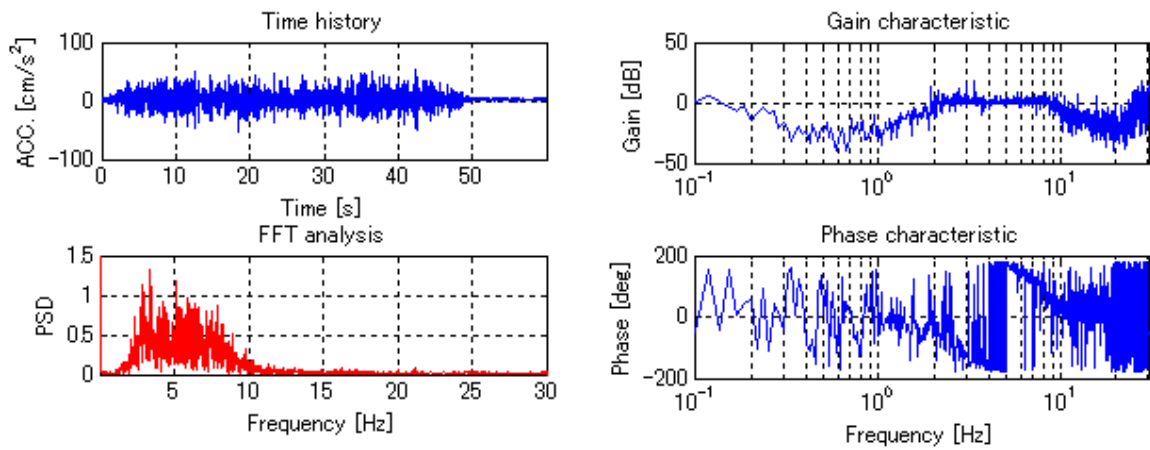 Time history
100
0
-100
ACC. [cm/s²]
0 10 20 30 40 50
Time [s]
Gain characteristic
50
0
-50
Gain [dB]
10⁻¹ 10⁰ 10¹
FFT analysis
1.5
1
0.5
0
PSD
5 10 15 20 25 30
Frequency [Hz]
Phase characteristic
200
0
-200
Phase [deg]
10⁻¹ 10⁰ 10¹
Frequency [Hz]